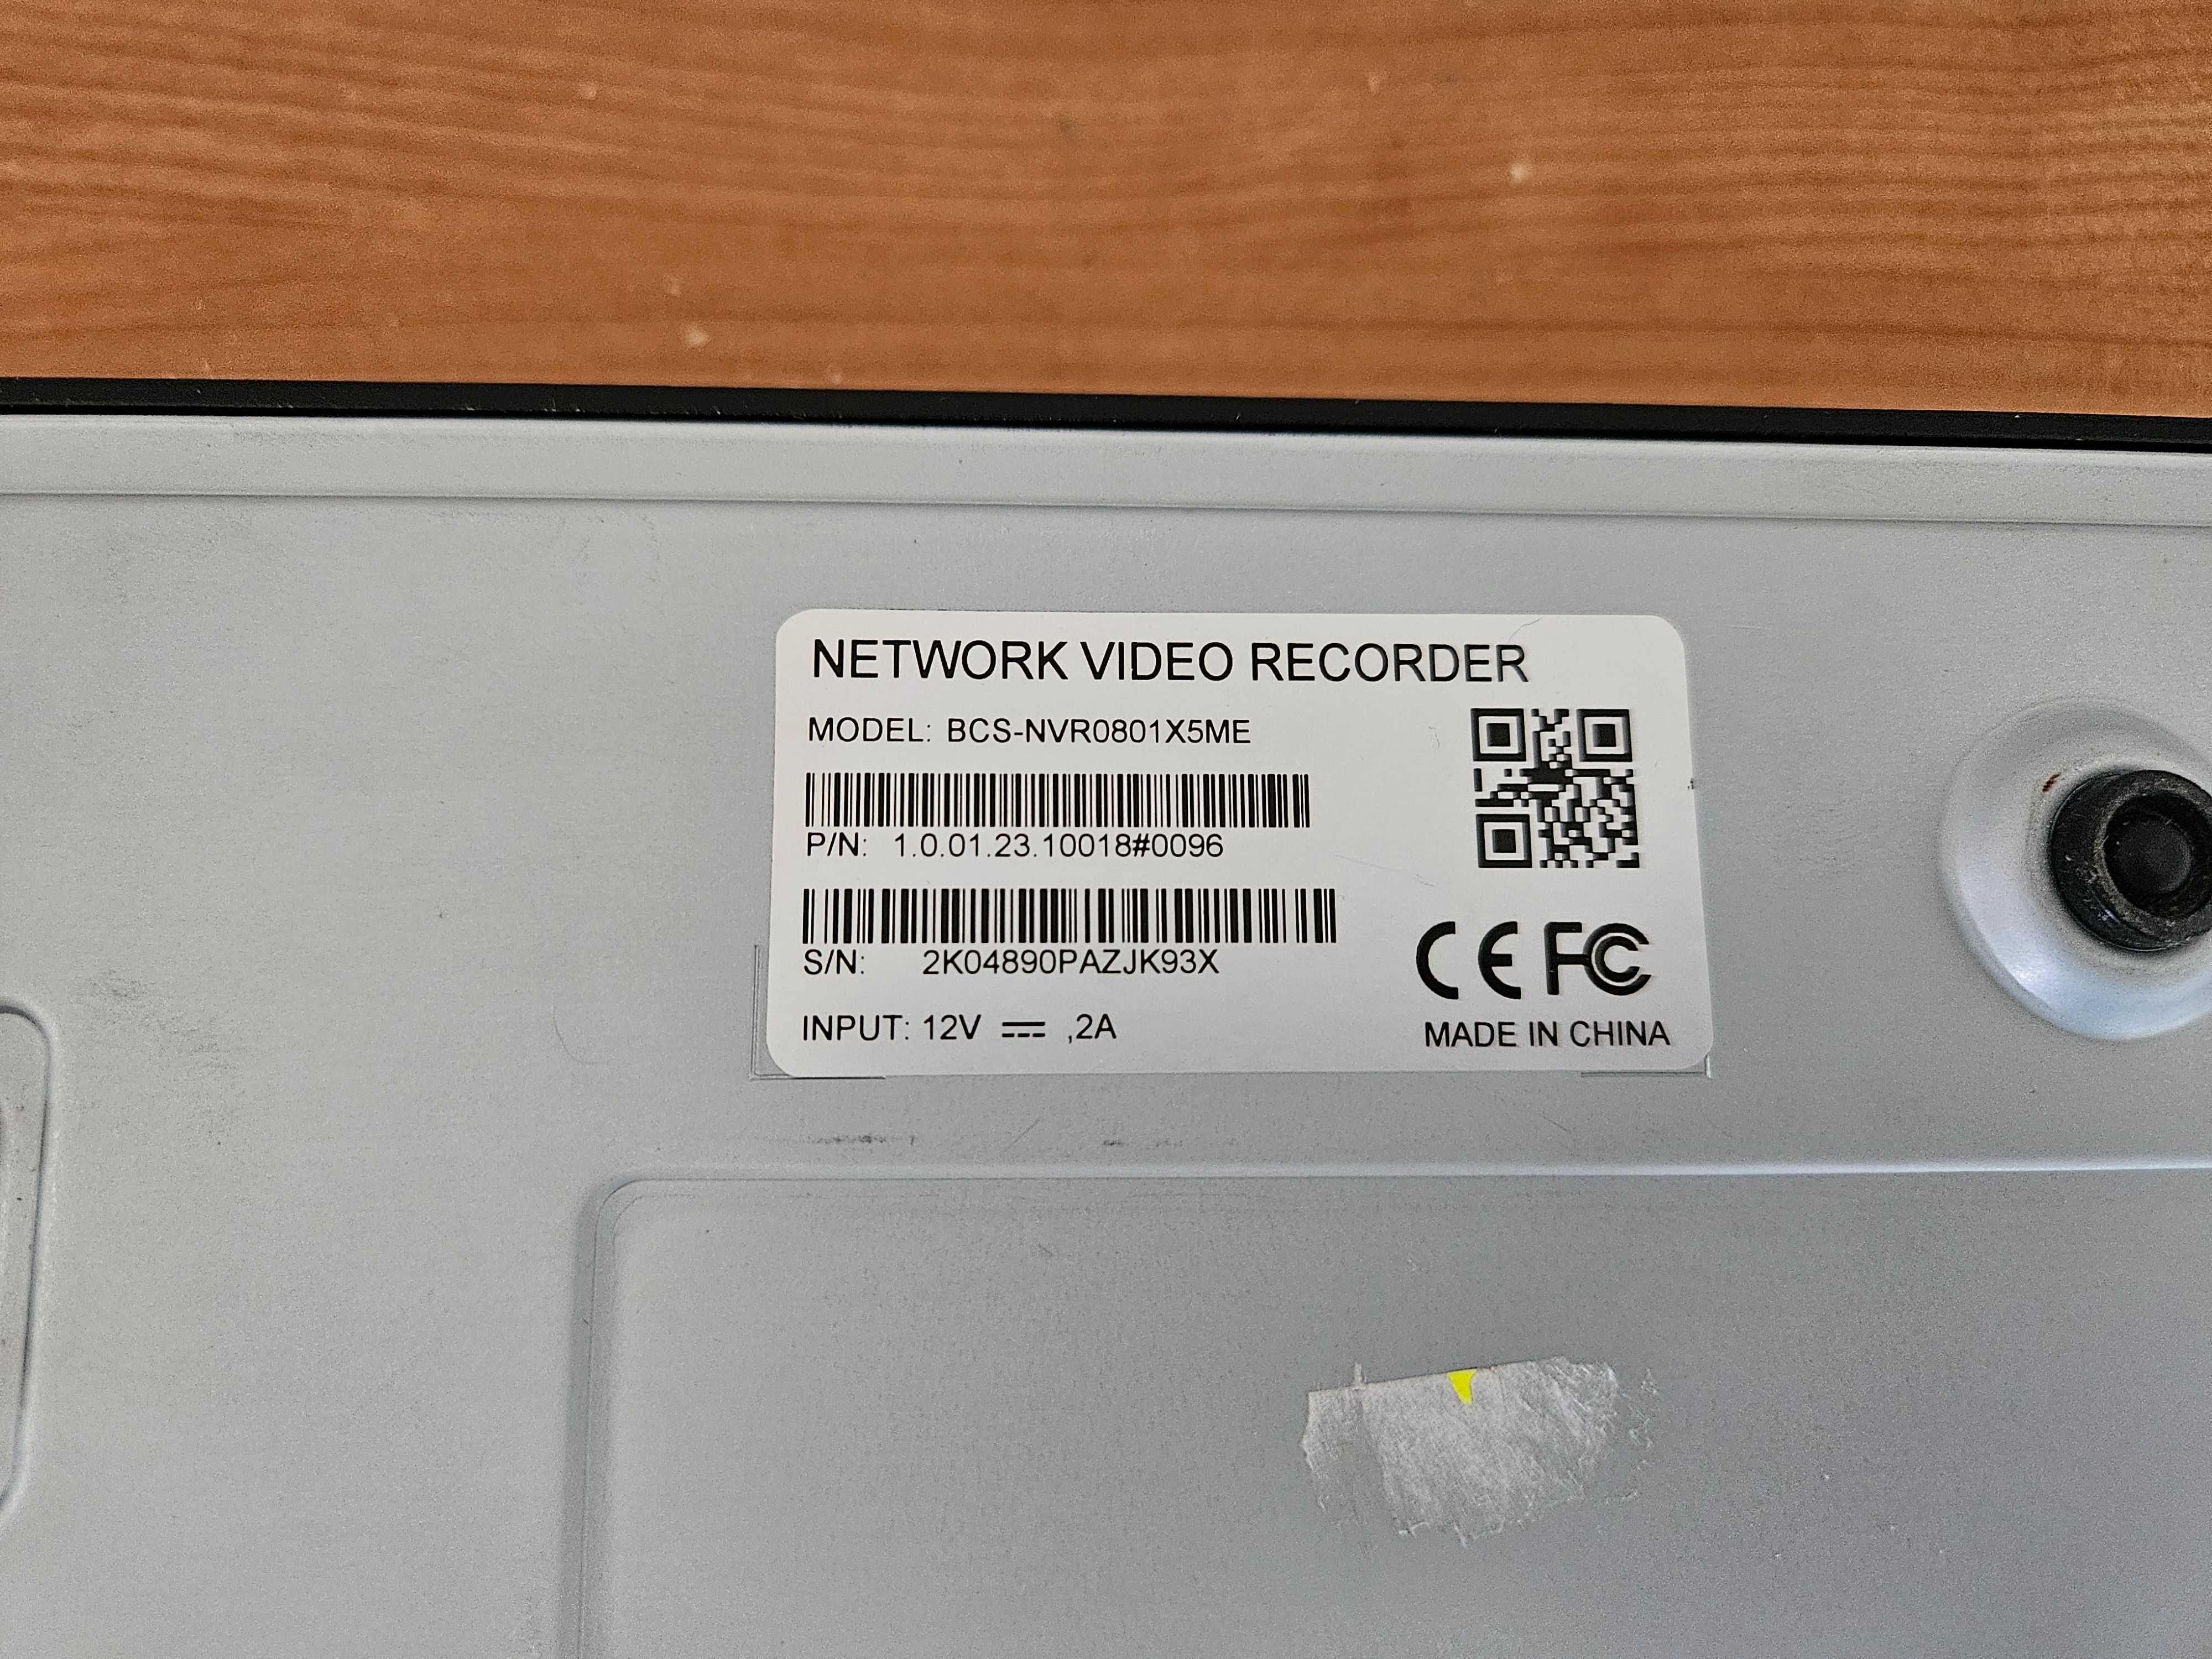 NETWORK VIDEO RECORDER
MODEL: BCS-NVR0801X5ME
P/N: 1.0.01.23.10018#0096
S/N: 2K04890PAZJK93X
INPUT: 12V ⎓ ,2A
CE FC
MADE IN CHINA